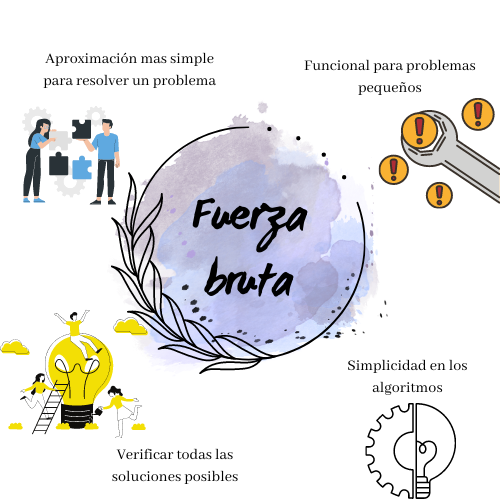 Aproximación mas simple
para resolver un problema
Funcional para problemas
pequeños
Fuerza
bruta
Simplicidad en los
algoritmos
Verificar todas las
soluciones posibles